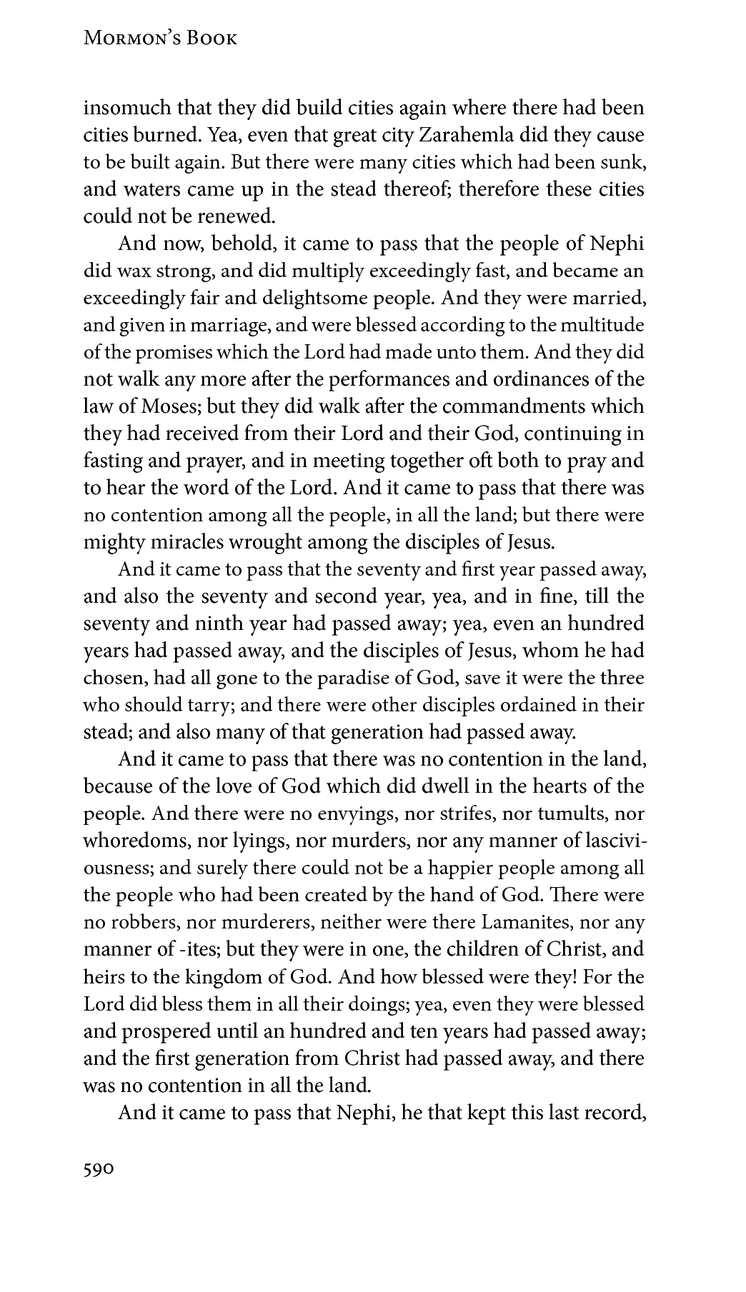 Mormon’s Book
insomuch that they did build cities again where there had been
cities burned. Yea, even that great city Zarahemla did they cause
to be built again. But there were many cities which had been sunk,
and waters came up in the stead thereof; therefore these cities
could not be renewed.
And now, behold, it came to pass that the people of Nephi
did wax strong, and did multiply exceedingly fast, and became an
exceedingly fair and delightsome people. And they were married,
and given in marriage, and were blessed according to the multitude
of the promises which the Lord had made unto them. And they did
not walk any more after the performances and ordinances of the
law of Moses; but they did walk after the commandments which
they had received from their Lord and their God, continuing in
fasting and prayer, and in meeting together oft both to pray and
to hear the word of the Lord. And it came to pass that there was
no contention among all the people, in all the land; but there were
mighty miracles wrought among the disciples of Jesus.
And it came to pass that the seventy and first year passed away,
and also the seventy and second year, yea, and in fine, till the
seventy and ninth year had passed away; yea, even an hundred
years had passed away, and the disciples of Jesus, whom he had
chosen, had all gone to the paradise of God, save it were the three
who should tarry; and there were other disciples ordained in their
stead; and also many of that generation had passed away.
And it came to pass that there was no contention in the land,
because of the love of God which did dwell in the hearts of the
people. And there were no envyings, nor strifes, nor tumults, nor
whoredoms, nor lyings, nor murders, nor any manner of lascivi-
ousness; and surely there could not be a happier people among all
the people who had been created by the hand of God. There were
no robbers, nor murderers, neither were there Lamanites, nor any
manner of -ites; but they were in one, the children of Christ, and
heirs to the kingdom of God. And how blessed were they! For the
Lord did bless them in all their doings; yea, even they were blessed
and prospered until an hundred and ten years had passed away;
and the first generation from Christ had passed away, and there
was no contention in all the land.
And it came to pass that Nephi, he that kept this last record,
590